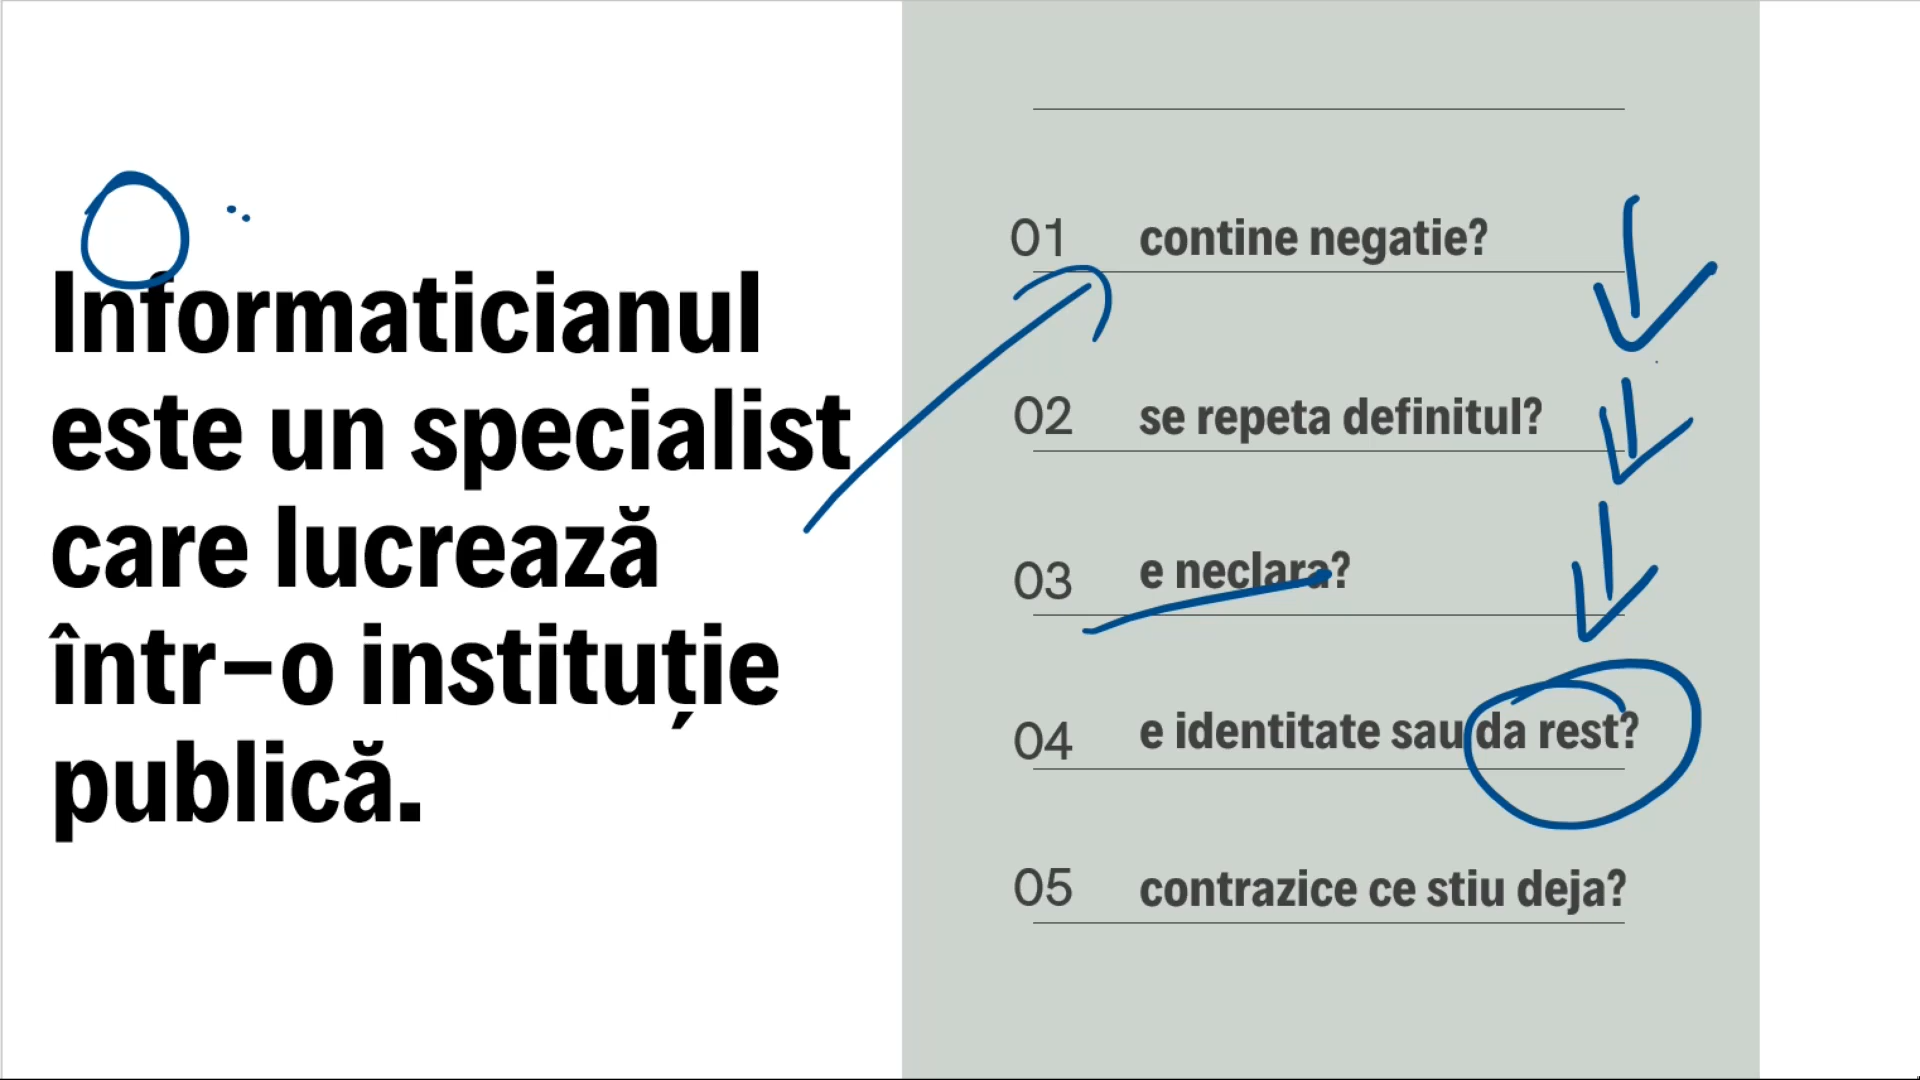 Informaticianul
este un specialist
care lucrează
într–o instituție
publică.
01 contine negatie?
02 se repeta definitul?
03 e neclara?
04 e identitate sau da rest?
05 contrazice ce stiu deja?